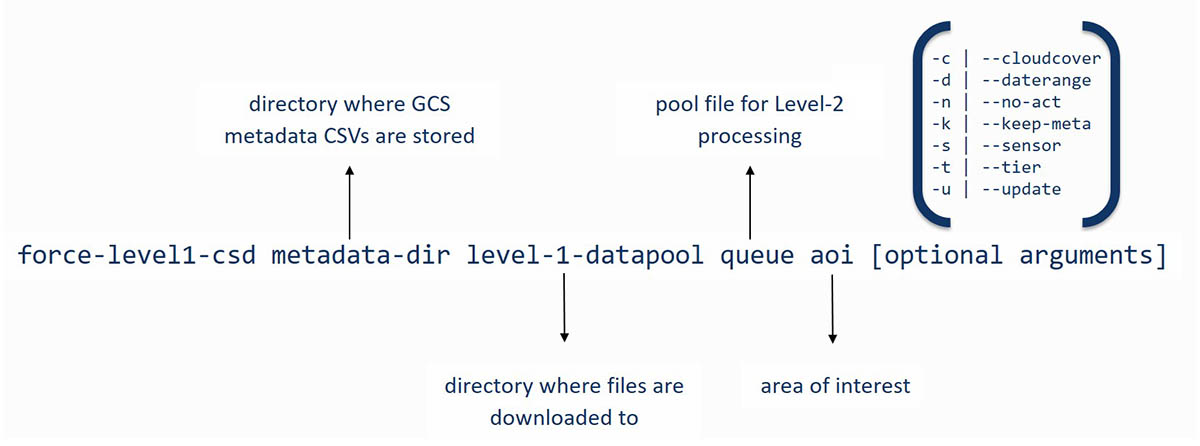 directory where GCS
metadata CSVs are stored
pool file for Level-2
processing
-c | --cloudcover
-d | --daterange
-n | --no-act
-k | --keep-meta
-s | --sensor
-t | --tier
-u | --update
force-level1-csd metadata-dir level-1-datapool queue aoi [optional arguments]
directory where files are
downloaded to
area of interest